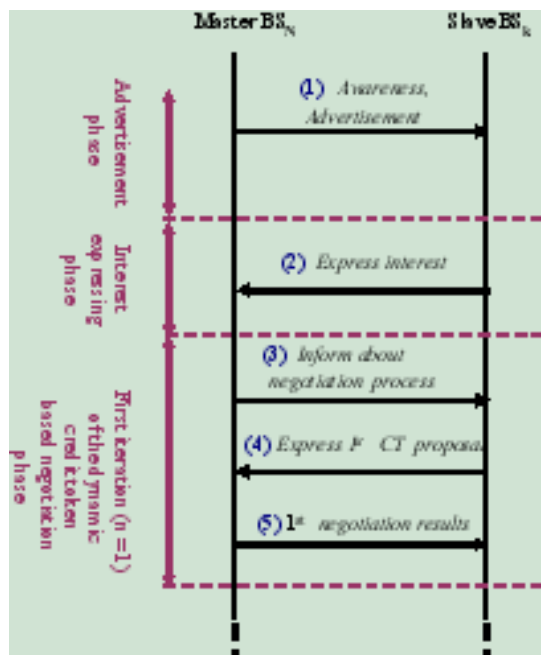 Master BS_N
Slave BS_k
(1) Awareness,
Advertisement
Advertisement
phase
(2) Express interest
Interest
expressing
phase
(3) Inform about
negotiation process
(4) Express 1st CT proposal
(5) 1st negotiation results
First iteration (n=1)
of the dynamic
credit token
based negotiation
phase